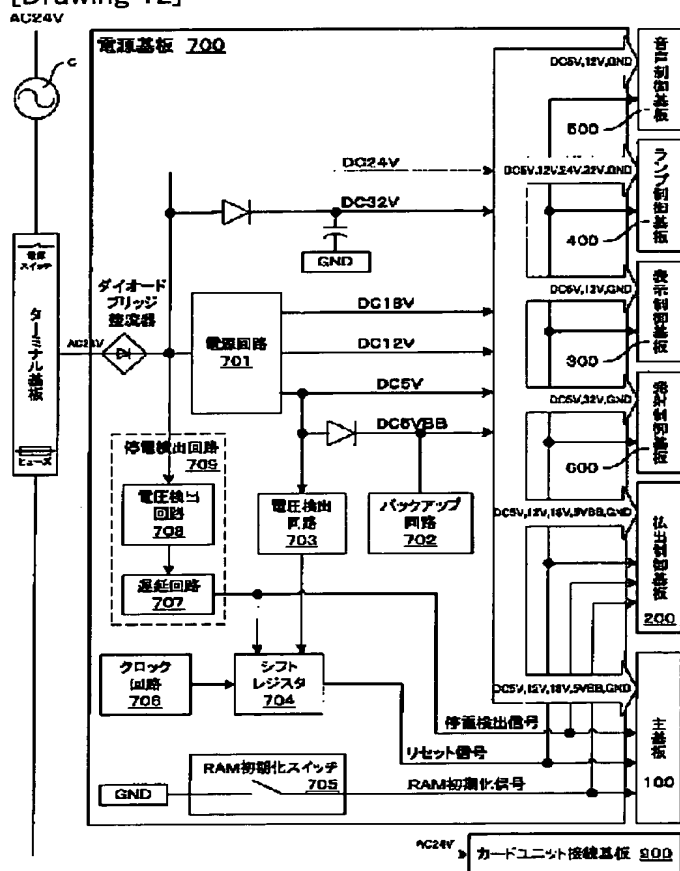 [Drawing 12]
AC24V
電源基板 700
DC5V,12V,GND
音声制御基板
500
DC24V
DC5V,12V,24V,32V,GND
ランプ制御基板
400
DC32V
GND
電源
スイッチ
ターミナル基板
ヒューズ
ダイオード
ブリッジ
整流器
AC24V
電源回路
701
DC18V
DC12V
DC5V
DC5VBB
DC5V,12V,GND
表示制御基板
300
DC5V,32V,GND
発射制御基板
600
停電検出回路
709
電圧検出
回路
708
遅延回路
707
電圧検出
回路
703
バックアップ
回路
702
DC5V,12V,18V,5VBB,GND
払出制御基板
200
クロック
回路
706
シフト
レジスタ
704
DC5V,12V,18V,5VBB,GND
停電検出信号
リセット信号
主基板
100
RAM初期化スイッチ
705
GND
RAM初期化信号
AC24V
カードユニット接続基板 900